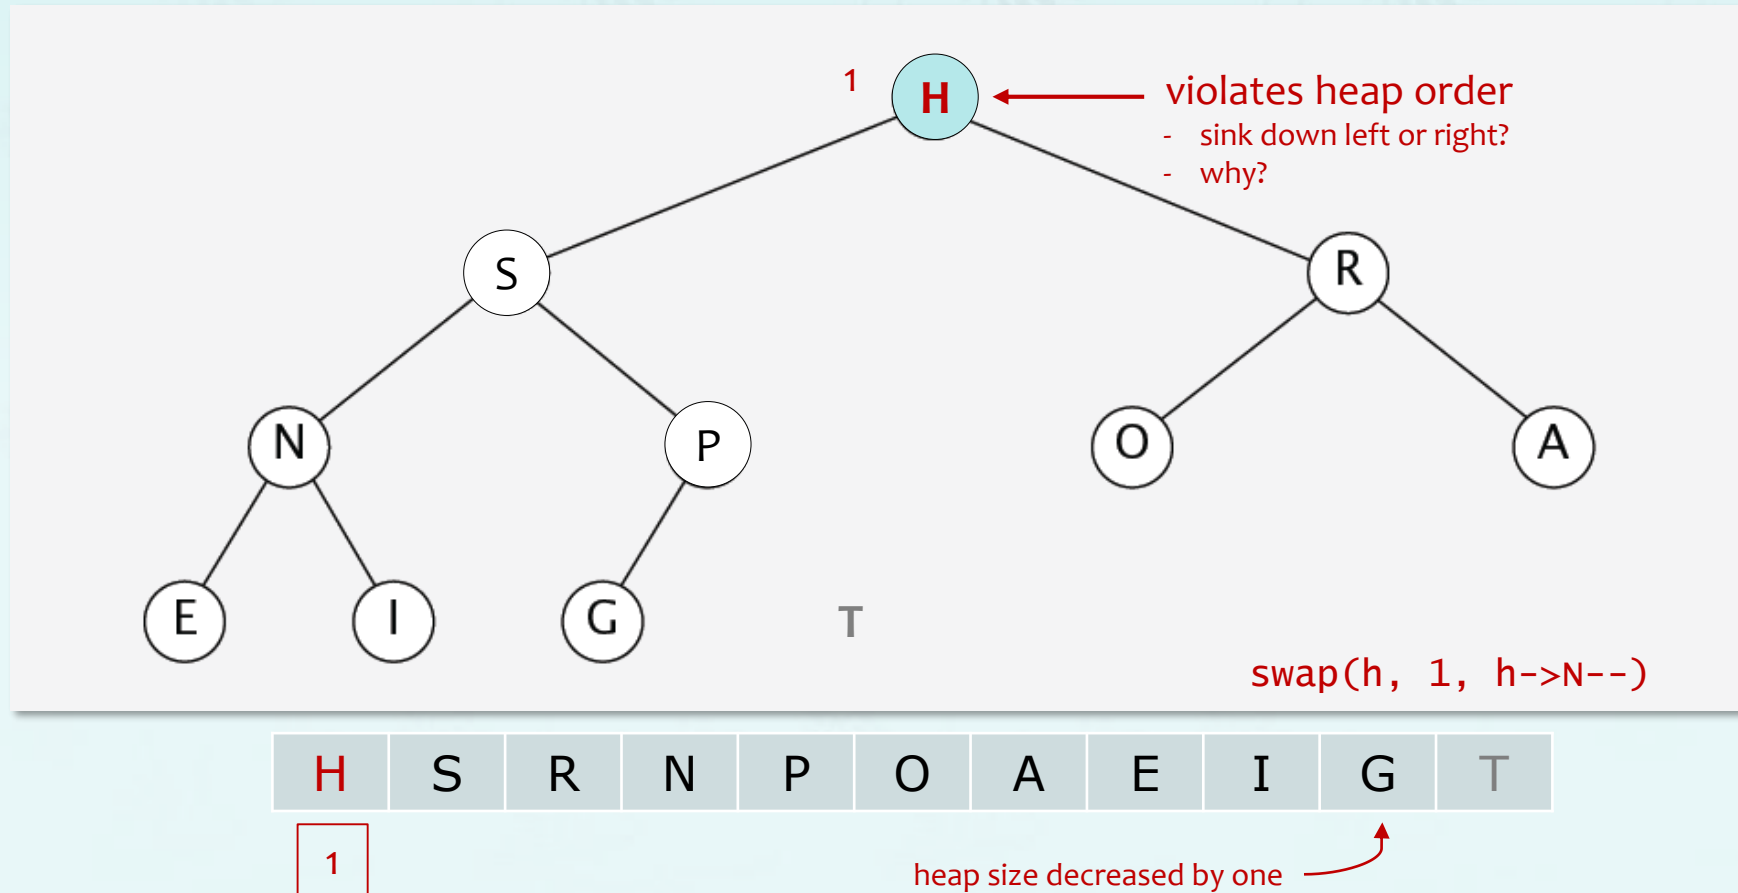 1
H
violates heap order
- sink down left or right?
- why?
S
R
N
P
O
A
E
I
G
T
swap(h, 1, h->N--)
H S R N P O A E I G T
1
heap size decreased by one